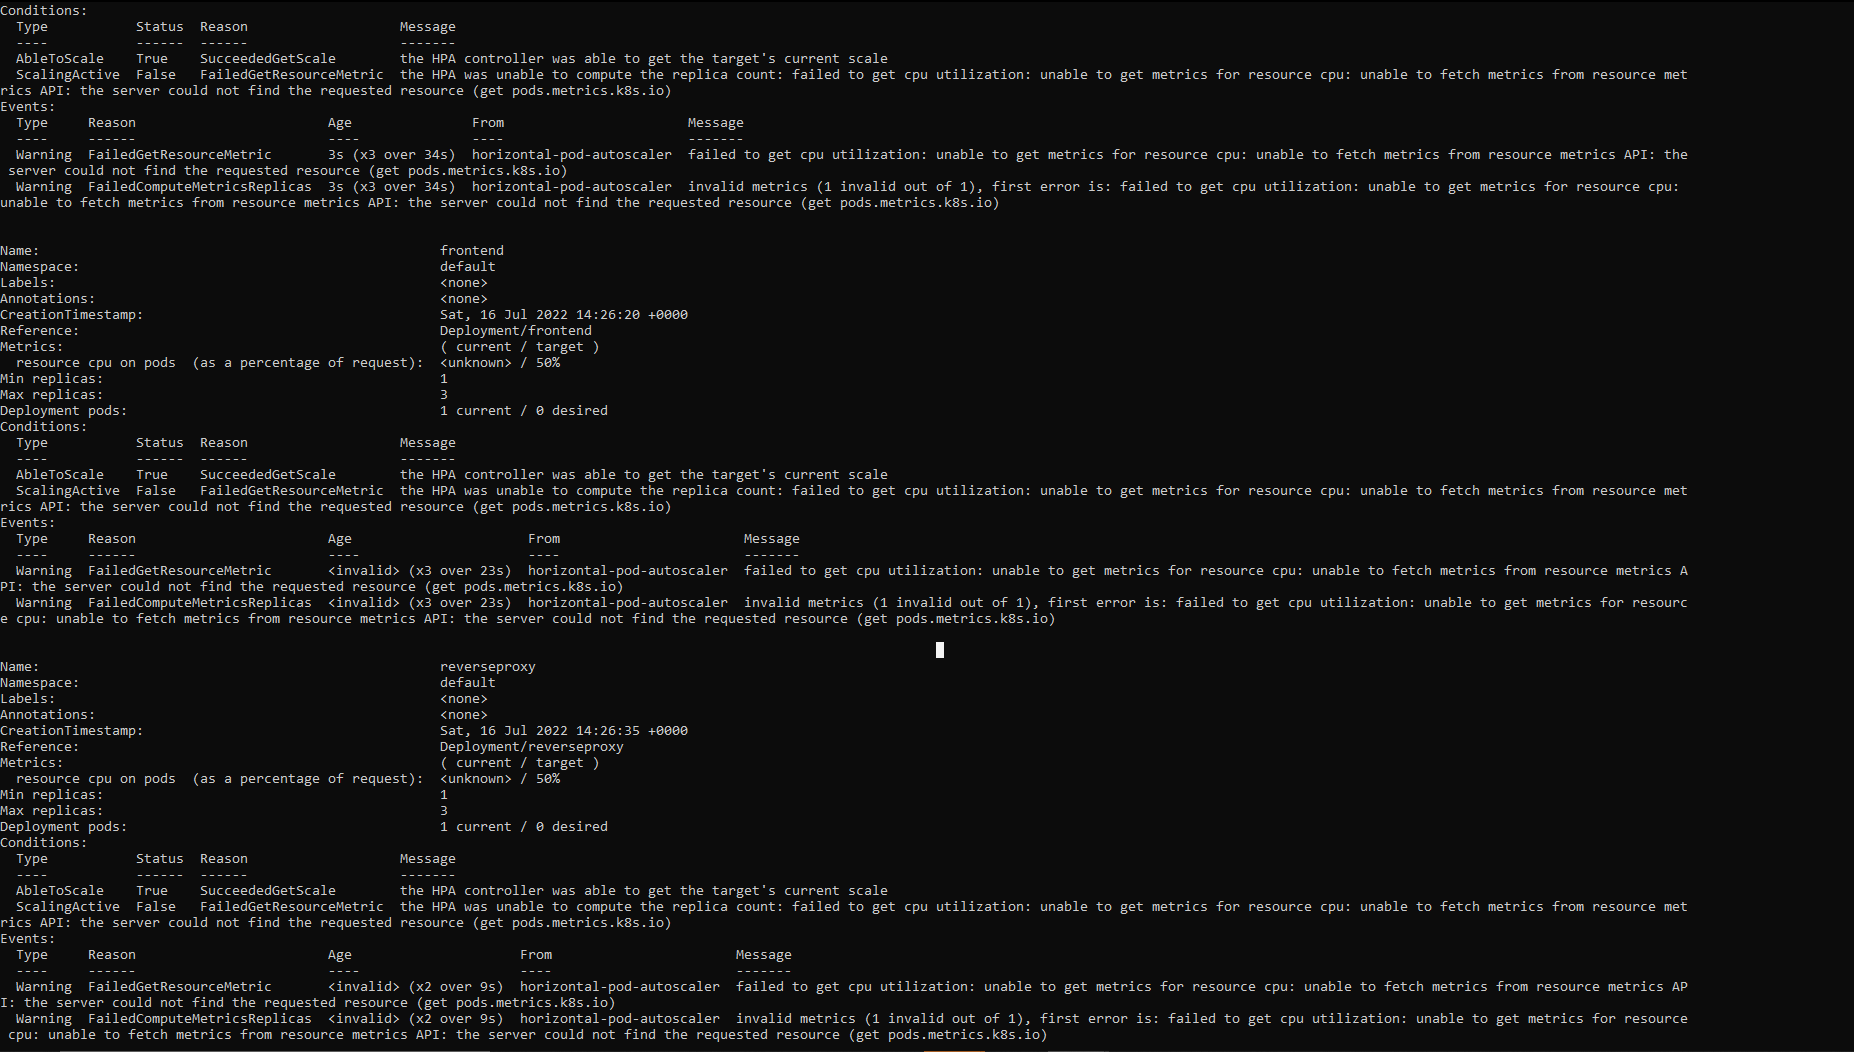 Conditions:
  Type           Status  Reason                   Message
  ----           ------  ------                   -------
  AbleToScale    True    SucceededGetScale        the HPA controller was able to get the target's current scale
  ScalingActive  False   FailedGetResourceMetric  the HPA was unable to compute the replica count: failed to get cpu utilization: unable to get metrics for resource cpu: unable to fetch metrics from resource met
rics API: the server could not find the requested resource (get pods.metrics.k8s.io)
Events:
  Type     Reason                        Age               From                       Message
  ----     ------                        ----              ----                       -------
  Warning  FailedGetResourceMetric       3s (x3 over 34s)  horizontal-pod-autoscaler  failed to get cpu utilization: unable to get metrics for resource cpu: unable to fetch metrics from resource metrics API: the
 server could not find the requested resource (get pods.metrics.k8s.io)
  Warning  FailedComputeMetricsReplicas  3s (x3 over 34s)  horizontal-pod-autoscaler  invalid metrics (1 invalid out of 1), first error is: failed to get cpu utilization: unable to get metrics for resource cpu:
unable to fetch metrics from resource metrics API: the server could not find the requested resource (get pods.metrics.k8s.io)
Name:                                                  frontend
Namespace:                                             default
Labels:                                                <none>
Annotations:                                           <none>
CreationTimestamp:                                     Sat, 16 Jul 2022 14:26:20 +0000
Reference:                                             Deployment/frontend
Metrics:                                               ( current / target )
  resource cpu on pods  (as a percentage of request):  <unknown> / 50%
Min replicas:                                          1
Max replicas:                                          3
Deployment pods:                                       1 current / 0 desired
Conditions:
  Type           Status  Reason                   Message
  ----           ------  ------                   -------
  AbleToScale    True    SucceededGetScale        the HPA controller was able to get the target's current scale
  ScalingActive  False   FailedGetResourceMetric  the HPA was unable to compute the replica count: failed to get cpu utilization: unable to get metrics for resource cpu: unable to fetch metrics from resource met
rics API: the server could not find the requested resource (get pods.metrics.k8s.io)
Events:
  Type     Reason                        Age                      From                       Message
  ----     ------                        ----                     ----                       -------
  Warning  FailedGetResourceMetric       <invalid> (x3 over 23s)  horizontal-pod-autoscaler  failed to get cpu utilization: unable to get metrics for resource cpu: unable to fetch metrics from resource metrics A
PI: the server could not find the requested resource (get pods.metrics.k8s.io)
  Warning  FailedComputeMetricsReplicas  <invalid> (x3 over 23s)  horizontal-pod-autoscaler  invalid metrics (1 invalid out of 1), first error is: failed to get cpu utilization: unable to get metrics for resourc
e cpu: unable to fetch metrics from resource metrics API: the server could not find the requested resource (get pods.metrics.k8s.io)
Name:                                                  reverseproxy
Namespace:                                             default
Labels:                                                <none>
Annotations:                                           <none>
CreationTimestamp:                                     Sat, 16 Jul 2022 14:26:35 +0000
Reference:                                             Deployment/reverseproxy
Metrics:                                               ( current / target )
  resource cpu on pods  (as a percentage of request):  <unknown> / 50%
Min replicas:                                          1
Max replicas:                                          3
Deployment pods:                                       1 current / 0 desired
Conditions:
  Type           Status  Reason                   Message
  ----           ------  ------                   -------
  AbleToScale    True    SucceededGetScale        the HPA controller was able to get the target's current scale
  ScalingActive  False   FailedGetResourceMetric  the HPA was unable to compute the replica count: failed to get cpu utilization: unable to get metrics for resource cpu: unable to fetch metrics from resource met
rics API: the server could not find the requested resource (get pods.metrics.k8s.io)
Events:
  Type     Reason                        Age                     From                       Message
  ----     ------                        ----                    ----                       -------
  Warning  FailedGetResourceMetric       <invalid> (x2 over 9s)  horizontal-pod-autoscaler  failed to get cpu utilization: unable to get metrics for resource cpu: unable to fetch metrics from resource metrics AP
I: the server could not find the requested resource (get pods.metrics.k8s.io)
  Warning  FailedComputeMetricsReplicas  <invalid> (x2 over 9s)  horizontal-pod-autoscaler  invalid metrics (1 invalid out of 1), first error is: failed to get cpu utilization: unable to get metrics for resource
 cpu: unable to fetch metrics from resource metrics API: the server could not find the requested resource (get pods.metrics.k8s.io)